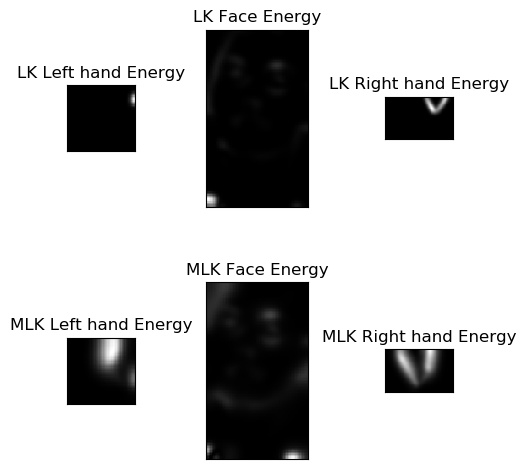 LK Face Energy
LK Left hand Energy
LK Right hand Energy
MLK Face Energy
MLK Left hand Energy
MLK Right hand Energy